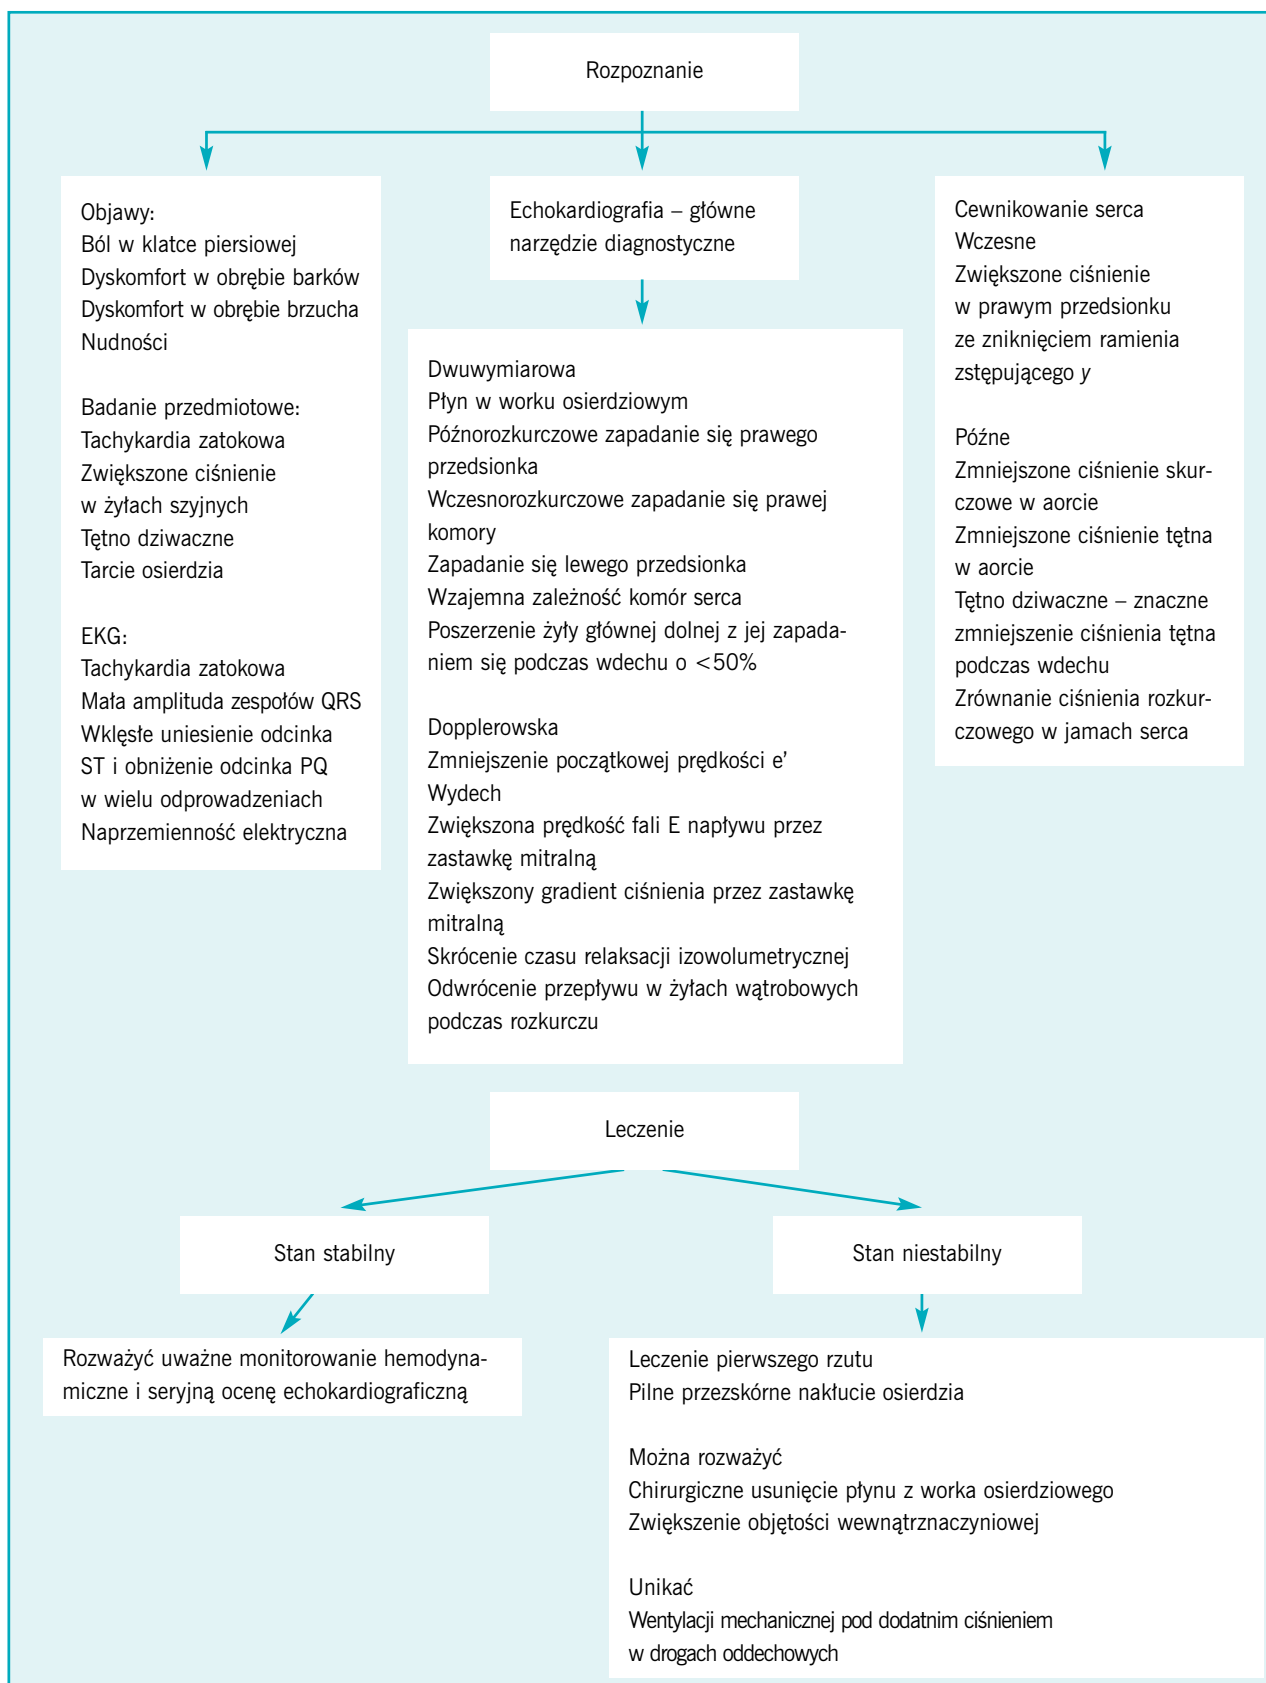 Rozpoznanie
Objawy:
Ból w klatce piersiowej
Dyskomfort w obrębie barków
Dyskomfort w obrębie brzucha
Nudności
Badanie przedmiotowe:
Tachykardia zatokowa
Zwiększone ciśnienie
w żyłach szyjnych
Tętno dziwaczne
Tarcie osierdzia
EKG:
Tachykardia zatokowa
Mała amplituda zespołów QRS
Wklęsłe uniesienie odcinka
ST i obniżenie odcinka PQ
w wielu odprowadzeniach
Naprzemienność elektryczna
Echokardiografia – główne
narzędzie diagnostyczne
Dwuwymiarowa
Płyn w worku osierdziowym
Późnorozkurczowe zapadanie się prawego
przedsionka
Wczesnorozkurczowe zapadanie się prawej
komory
Zapadanie się lewego przedsionka
Wzajemna zależność komór serca
Poszerzenie żyły głównej dolnej z jej zapada-
niem się podczas wdechu o <50%
Dopplerowska
Zmniejszenie początkowej prędkości e’
Wydech
Zwiększona prędkość fali E napływu przez
zastawkę mitralną
Zwiększony gradient ciśnienia przez zastawkę
mitralną
Skrócenie czasu relaksacji izowolumetrycznej
Odwrócenie przepływu w żyłach wątrobowych
podczas rozkurczu
Cewnikowanie serca
Wczesne
Zwiększone ciśnienie
w prawym przedsionku
ze zniknięciem ramienia
zstępującego y
Późne
Zmniejszone ciśnienie skur-
czowe w aorcie
Zmniejszone ciśnienie tętna
w aorcie
Tętno dziwaczne – znaczne
zmniejszenie ciśnienia tętna
podczas wdechu
Zrównanie ciśnienia rozkur-
czowego w jamach serca
Leczenie
Stan stabilny
Rozważyć uważne monitorowanie hemodyna-
miczne i seryjną ocenę echokardiograficzną
Stan niestabilny
Leczenie pierwszego rzutu
Pilne przezskórne nakłucie osierdzia
Można rozważyć
Chirurgiczne usunięcie płynu z worka osierdziowego
Zwiększenie objętości wewnątrznaczyniowej
Unikać
Wentylacji mechanicznej pod dodatnim ciśnieniem
w drogach oddechowych